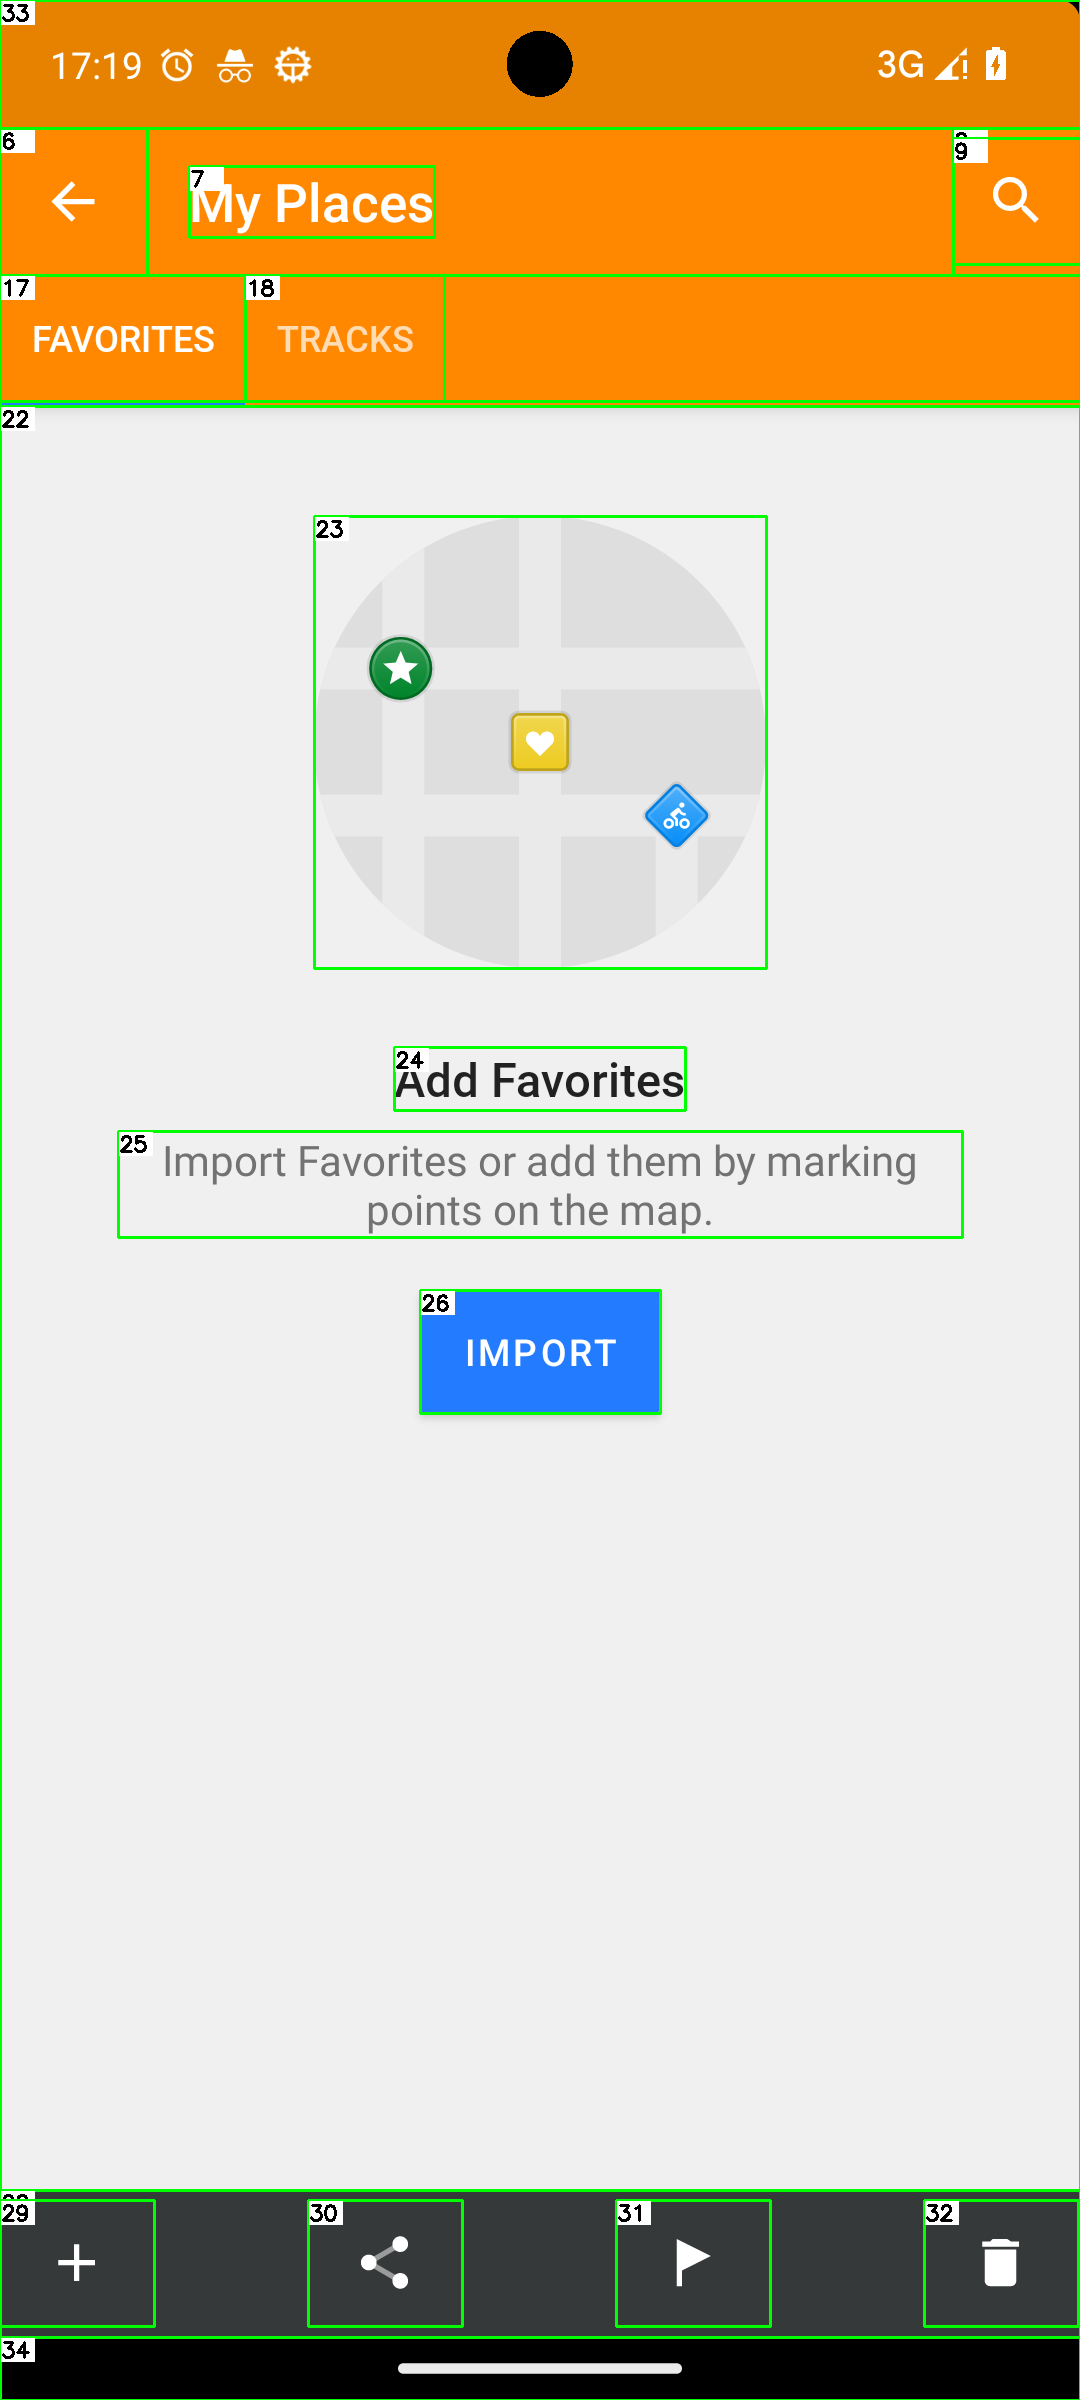 33
17:19
3G
6
7
My Places
9
17
FAVORITES
18
TRACKS
22
23
24
Add Favorites
25
Import Favorites or add them by marking
points on the map.
26
IMPORT
29
30
31
32
34